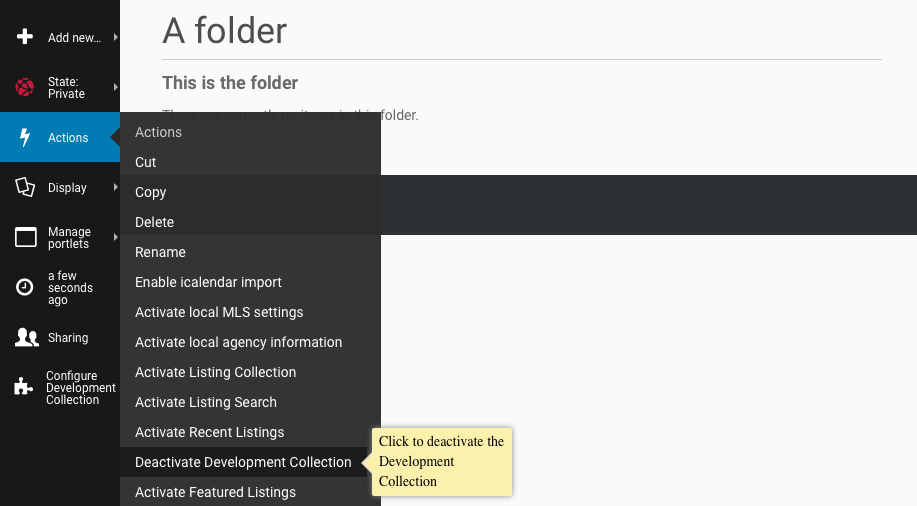 Add new...
State:
Private
Actions
Display
Manage
portlets
a few
seconds
ago
Sharing
Configure
Development
Collection
A folder
This is the folder
There are currently no items in this folder.
Actions
Cut
Copy
Delete
Rename
Enable icalendar import
Activate local MLS settings
Activate local agency information
Activate Listing Collection
Activate Listing Search
Activate Recent Listings
Deactivate Development Collection
Activate Featured Listings
Click to deactivate the
Development
Collection